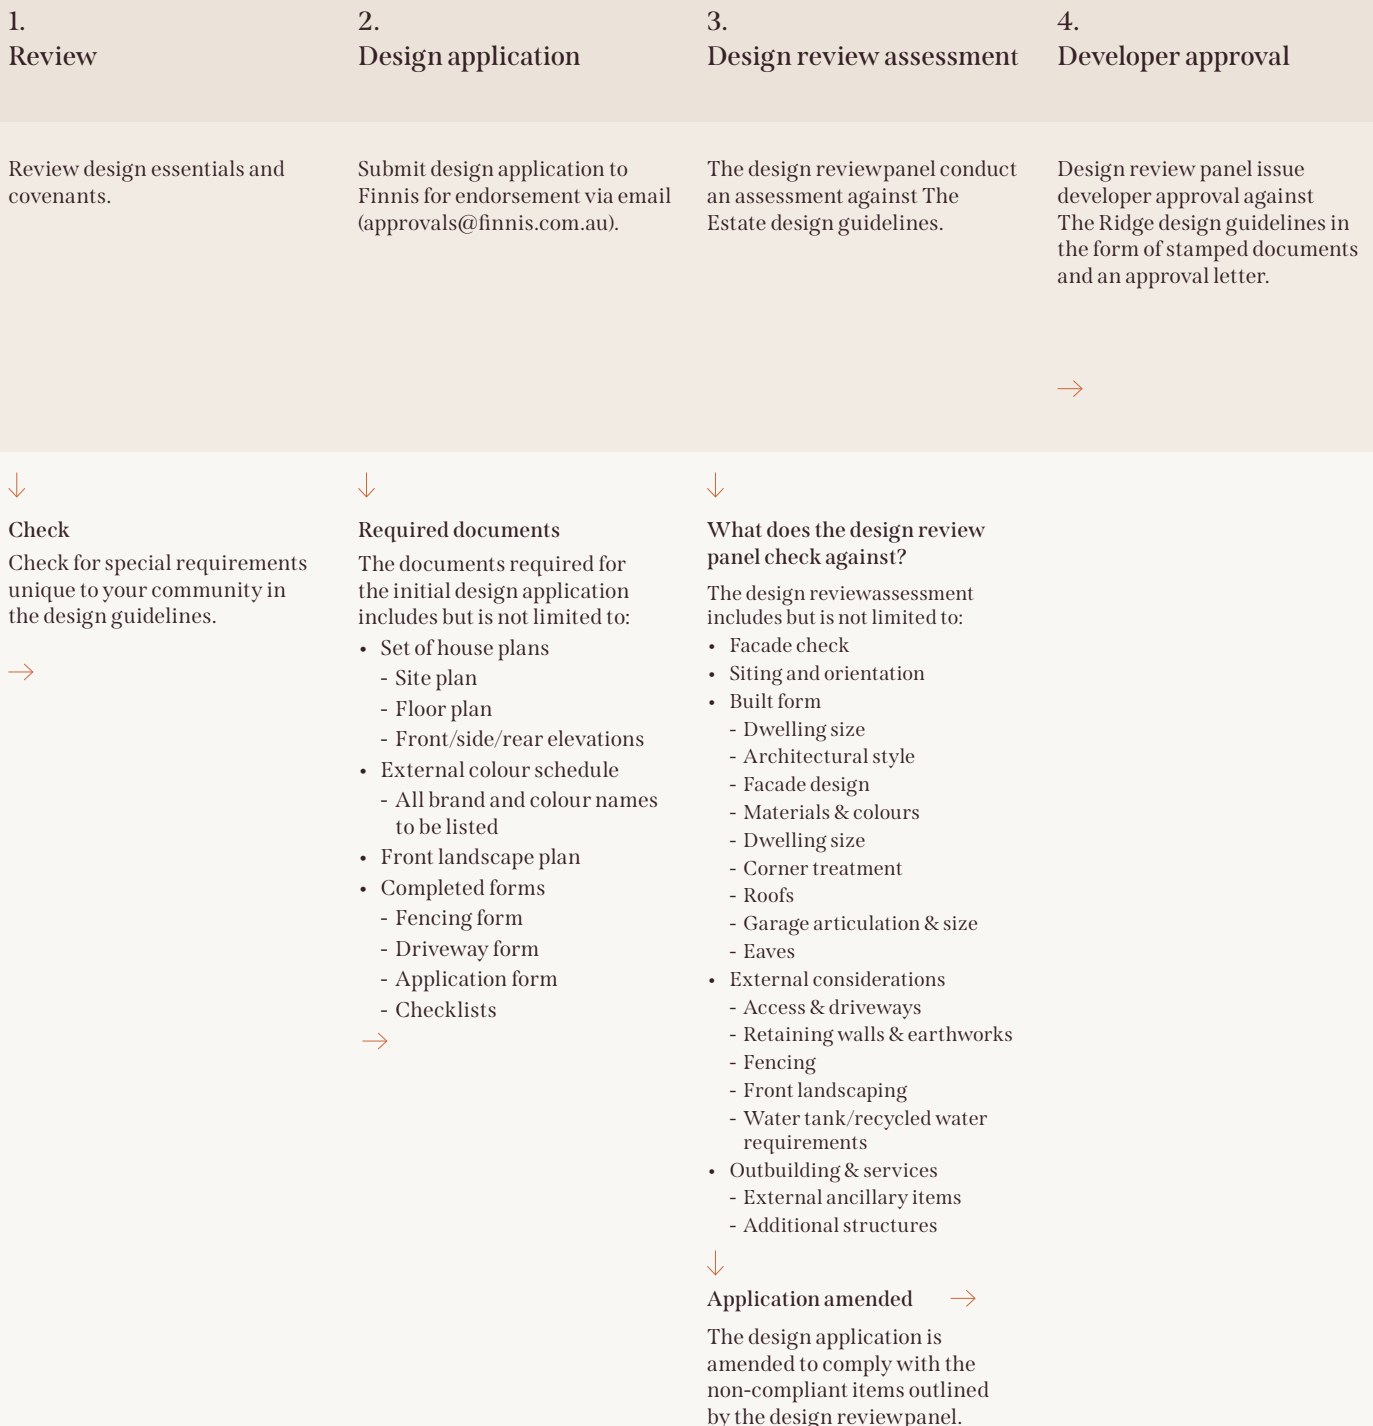 1.
Review
Review design essentials and
covenants.
Check
Check for special requirements
unique to your community in
the design guidelines.
2.
Design application
Submit design application to
Finnis for endorsement via email
(approvals@finnis.com.au).
Required documents
The documents required for
the initial design application
includes but is not limited to:
• Set of house plans
- Site plan
- Floor plan
- Front/side/rear elevations
• External colour schedule
- All brand and colour names
to be listed
• Front landscape plan
• Completed forms
- Fencing form
- Driveway form
- Application form
- Checklists
3.
Design review assessment
The design reviewpanel conduct
an assessment against The
Estate design guidelines.
What does the design review
panel check against?
The design reviewassessment
includes but is not limited to:
• Facade check
• Siting and orientation
• Built form
- Dwelling size
- Architectural style
- Facade design
- Materials & colours
- Dwelling size
- Corner treatment
- Roofs
- Garage articulation & size
- Eaves
• External considerations
- Access & driveways
- Retaining walls & earthworks
- Fencing
- Front landscaping
- Water tank/recycled water
requirements
• Outbuilding & services
- External ancillary items
- Additional structures
Application amended
The design application is
amended to comply with the
non-compliant items outlined
by the design reviewpanel.
4.
Developer approval
Design review panel issue
developer approval against
The Ridge design guidelines in
the form of stamped documents
and an approval letter.